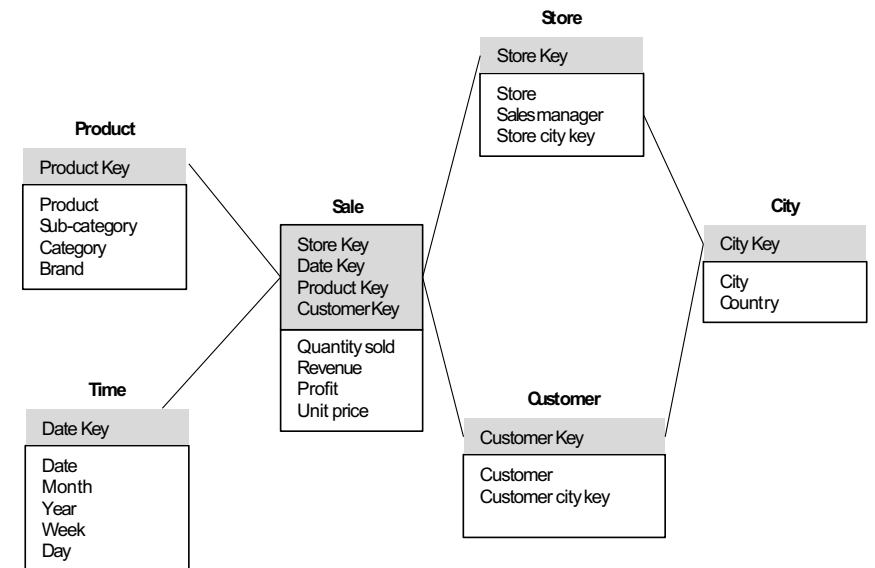 Store
Store Key
Store
Sales manager
Store city key
Product
Product Key
Product
Sub-category
Category
Brand
Sale
Store Key
Date Key
Product Key
Customer Key
Quantity sold
Revenue
Profit
Unit price
City
City Key
City
Country
Time
Date Key
Date
Month
Year
Week
Day
Customer
Customer Key
Customer
Customer city key